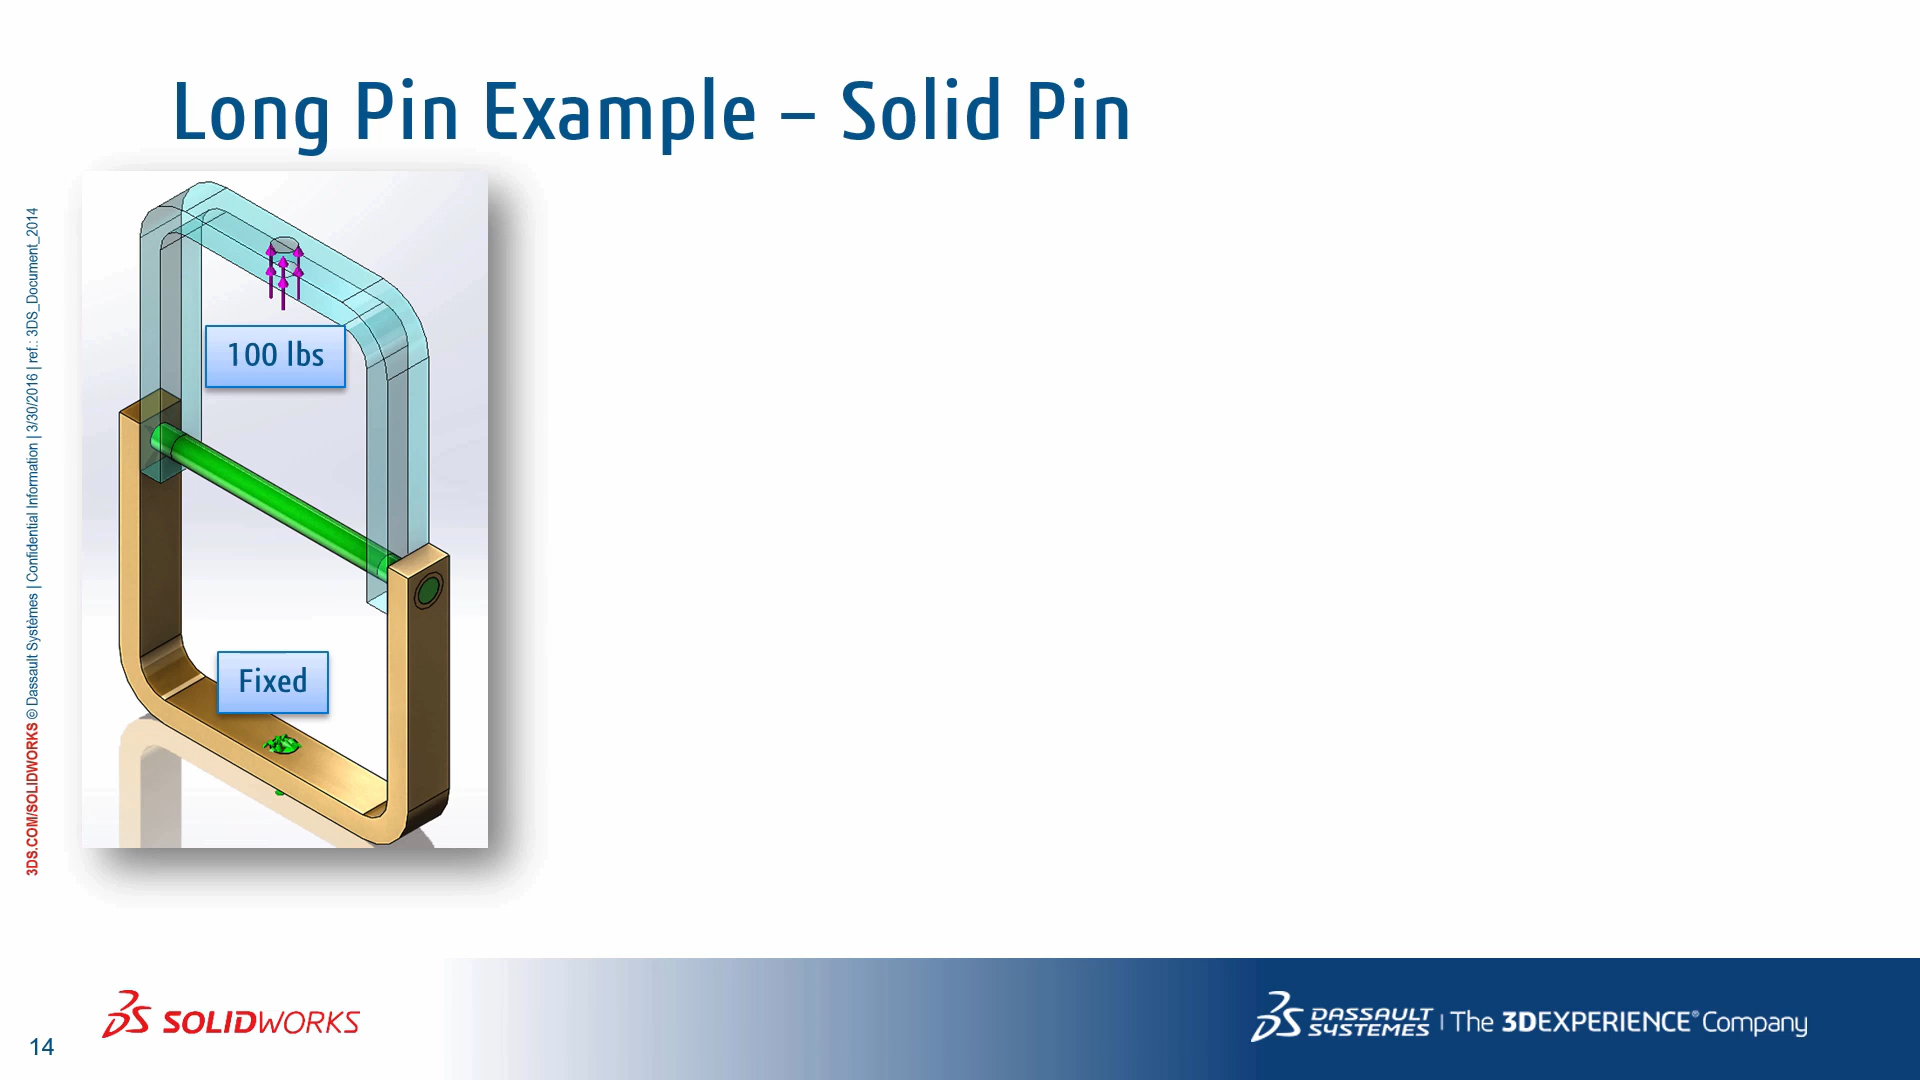 Long Pin Example – Solid Pin
100 lbs
Fixed
3DS.COM/SOLIDWORKS © Dassault Systèmes | Confidential Information | 3/30/2016 | ref.: 3DS_Document_2014
14
SOLIDWORKS
DASSAULT SYSTEMES | The 3DEXPERIENCE® Company